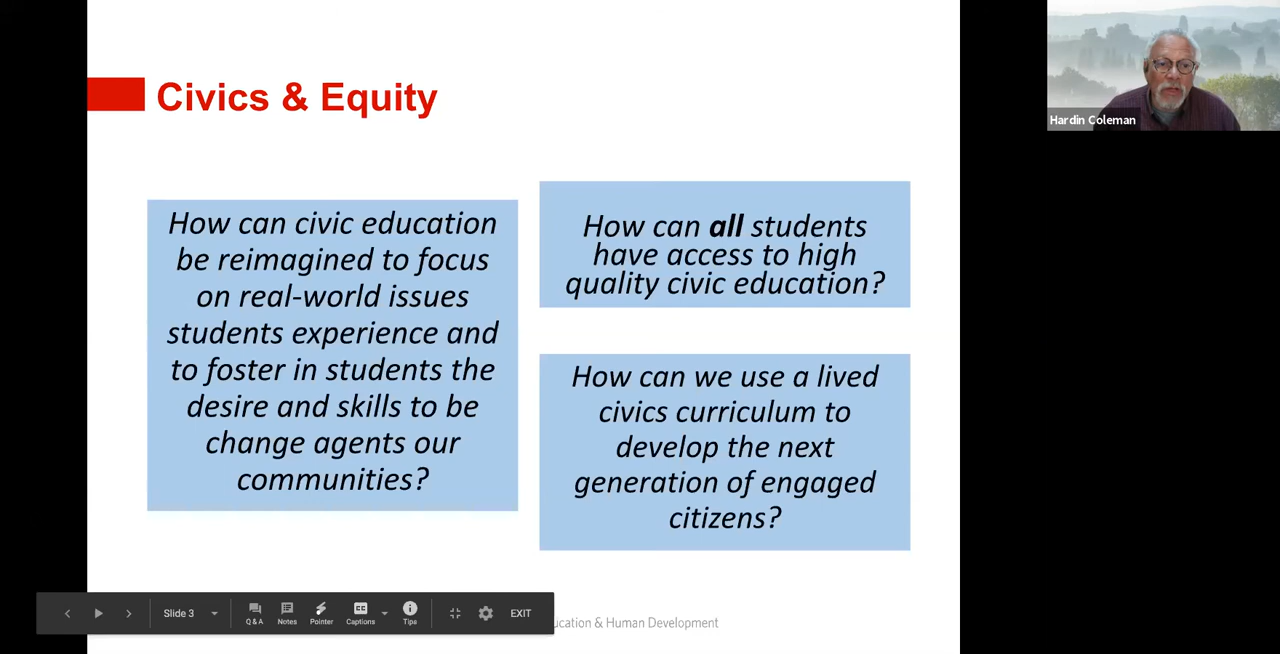 Civics & Equity
How can civic education
be reimagined to focus
on real-world issues
students experience and
to foster in students the
desire and skills to be
change agents our
communities?
How can all students
have access to high
quality civic education?
How can we use a lived
civics curriculum to
develop the next
generation of engaged
citizens?
Hardin Coleman
Slide 3
Q & A
Notes
Pointer
CC
Captions
Tips
EXIT
& Human Development